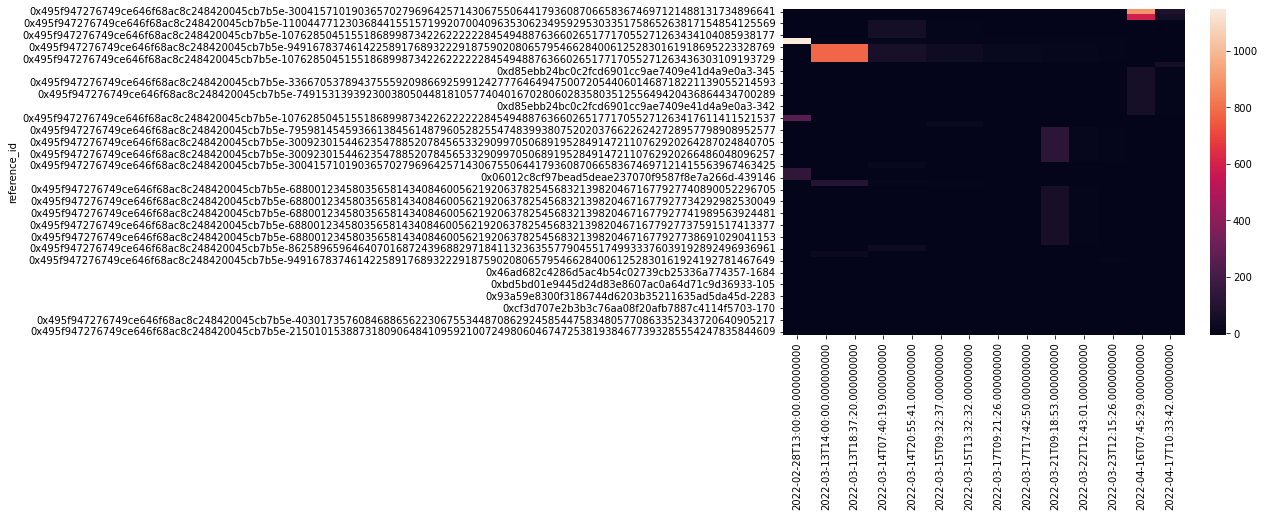 0x495f947276749ce646f68ac8c248420045cb7b5e-30041571019036570279696425714306755064417936087066583674697121488131734896641
0x495f947276749ce646f68ac8c248420045cb7b5e-110044771230368441551571992070040963530623495929530335175865263817154854125569
0x495f947276749ce646f68ac8c248420045cb7b5e-107628504515518689987342262222228454948876366026517717055271263434104085938177
0x495f947276749ce646f68ac8c248420045cb7b5e-94916783746142258917689322291875902080657954662840061252830161918695223328769
0x495f947276749ce646f68ac8c248420045cb7b5e-107628504515518689987342262222228454948876366026517717055271263436303109193729
0xd85ebb24bc0c2fcd6901cc9ae7409e41d4a9e0a3-345
0x495f947276749ce646f68ac8c248420045cb7b5e-33667053789437555920986692599124277764649475007205440601468718221139055214593
0x495f947276749ce646f68ac8c248420045cb7b5e-7491531393923003805044818105774040167028060283580351255649420436864434700289
0xd85ebb24bc0c2fcd6901cc9ae7409e41d4a9e0a3-342
0x495f947276749ce646f68ac8c248420045cb7b5e-107628504515518689987342262222228454948876366026517717055271263417611411521537
0x495f947276749ce646f68ac8c248420045cb7b5e-79598145459366138456148796052825547483993807520203766226242728957798908952577
0x495f947276749ce646f68ac8c248420045cb7b5e-30092301544623547885207845653329099705068919528491472110762920264287024840705
0x495f947276749ce646f68ac8c248420045cb7b5e-30092301544623547885207845653329099705068919528491472110762920266486048096257
0x495f947276749ce646f68ac8c248420045cb7b5e-30041571019036570279696425714306755064417936087066583674697121415563967463425
0x06012c8cf97bead5deae237070f9587f8e7a266d-439146
0x495f947276749ce646f68ac8c248420045cb7b5e-68800123458035658143408460056219206378254568321398204671677927740890052296705
0x495f947276749ce646f68ac8c248420045cb7b5e-68800123458035658143408460056219206378254568321398204671677927734292982530049
0x495f947276749ce646f68ac8c248420045cb7b5e-68800123458035658143408460056219206378254568321398204671677927741989563924481
0x495f947276749ce646f68ac8c248420045cb7b5e-68800123458035658143408460056219206378254568321398204671677927737591517413377
0x495f947276749ce646f68ac8c248420045cb7b5e-68800123458035658143408460056219206378254568321398204671677927738691029041153
0x495f947276749ce646f68ac8c248420045cb7b5e-86258965964640701687243968829718411323635577904551749933376039192892496936961
0x495f947276749ce646f68ac8c248420045cb7b5e-94916783746142258917689322291875902080657954662840061252830161924192781467649
0x46ad682c4286d5ac4b54c02739cb25336a774357-1684
0xbd5bd01e9445d24d83e8607ac0a64d71c9d36933-105
0x93a59e8300f3186744d6203b35211635ad5da45d-2283
0xcf3d707e2b3b3c76aa08f20afb7887c4114f5703-170
0x495f947276749ce646f68ac8c248420045cb7b5e-40301735760846886562230675534487086292458544758348057708633523437206409 05217
0x495f947276749ce646f68ac8c248420045cb7b5e-21501015388731809064841095921007249806046747253819384677393285554247835844609
reference_id
2022-02-28T13:00:00.000000000
2022-03-13T14:00:00.000000000
2022-03-13T18:37:20.000000000
2022-03-14T07:40:19.000000000
2022-03-14T20:55:41.000000000
2022-03-15T09:32:37.000000000
2022-03-15T13:32:32.000000000
2022-03-17T09:21:26.000000000
2022-03-17T17:42:50.000000000
2022-03-21T09:18:53.000000000
2022-03-22T12:43:01.000000000
2022-03-23T12:15:26.000000000
2022-04-16T07:45:29.000000000
2022-04-17T10:33:42.000000000
1000
800
600
400
200
0